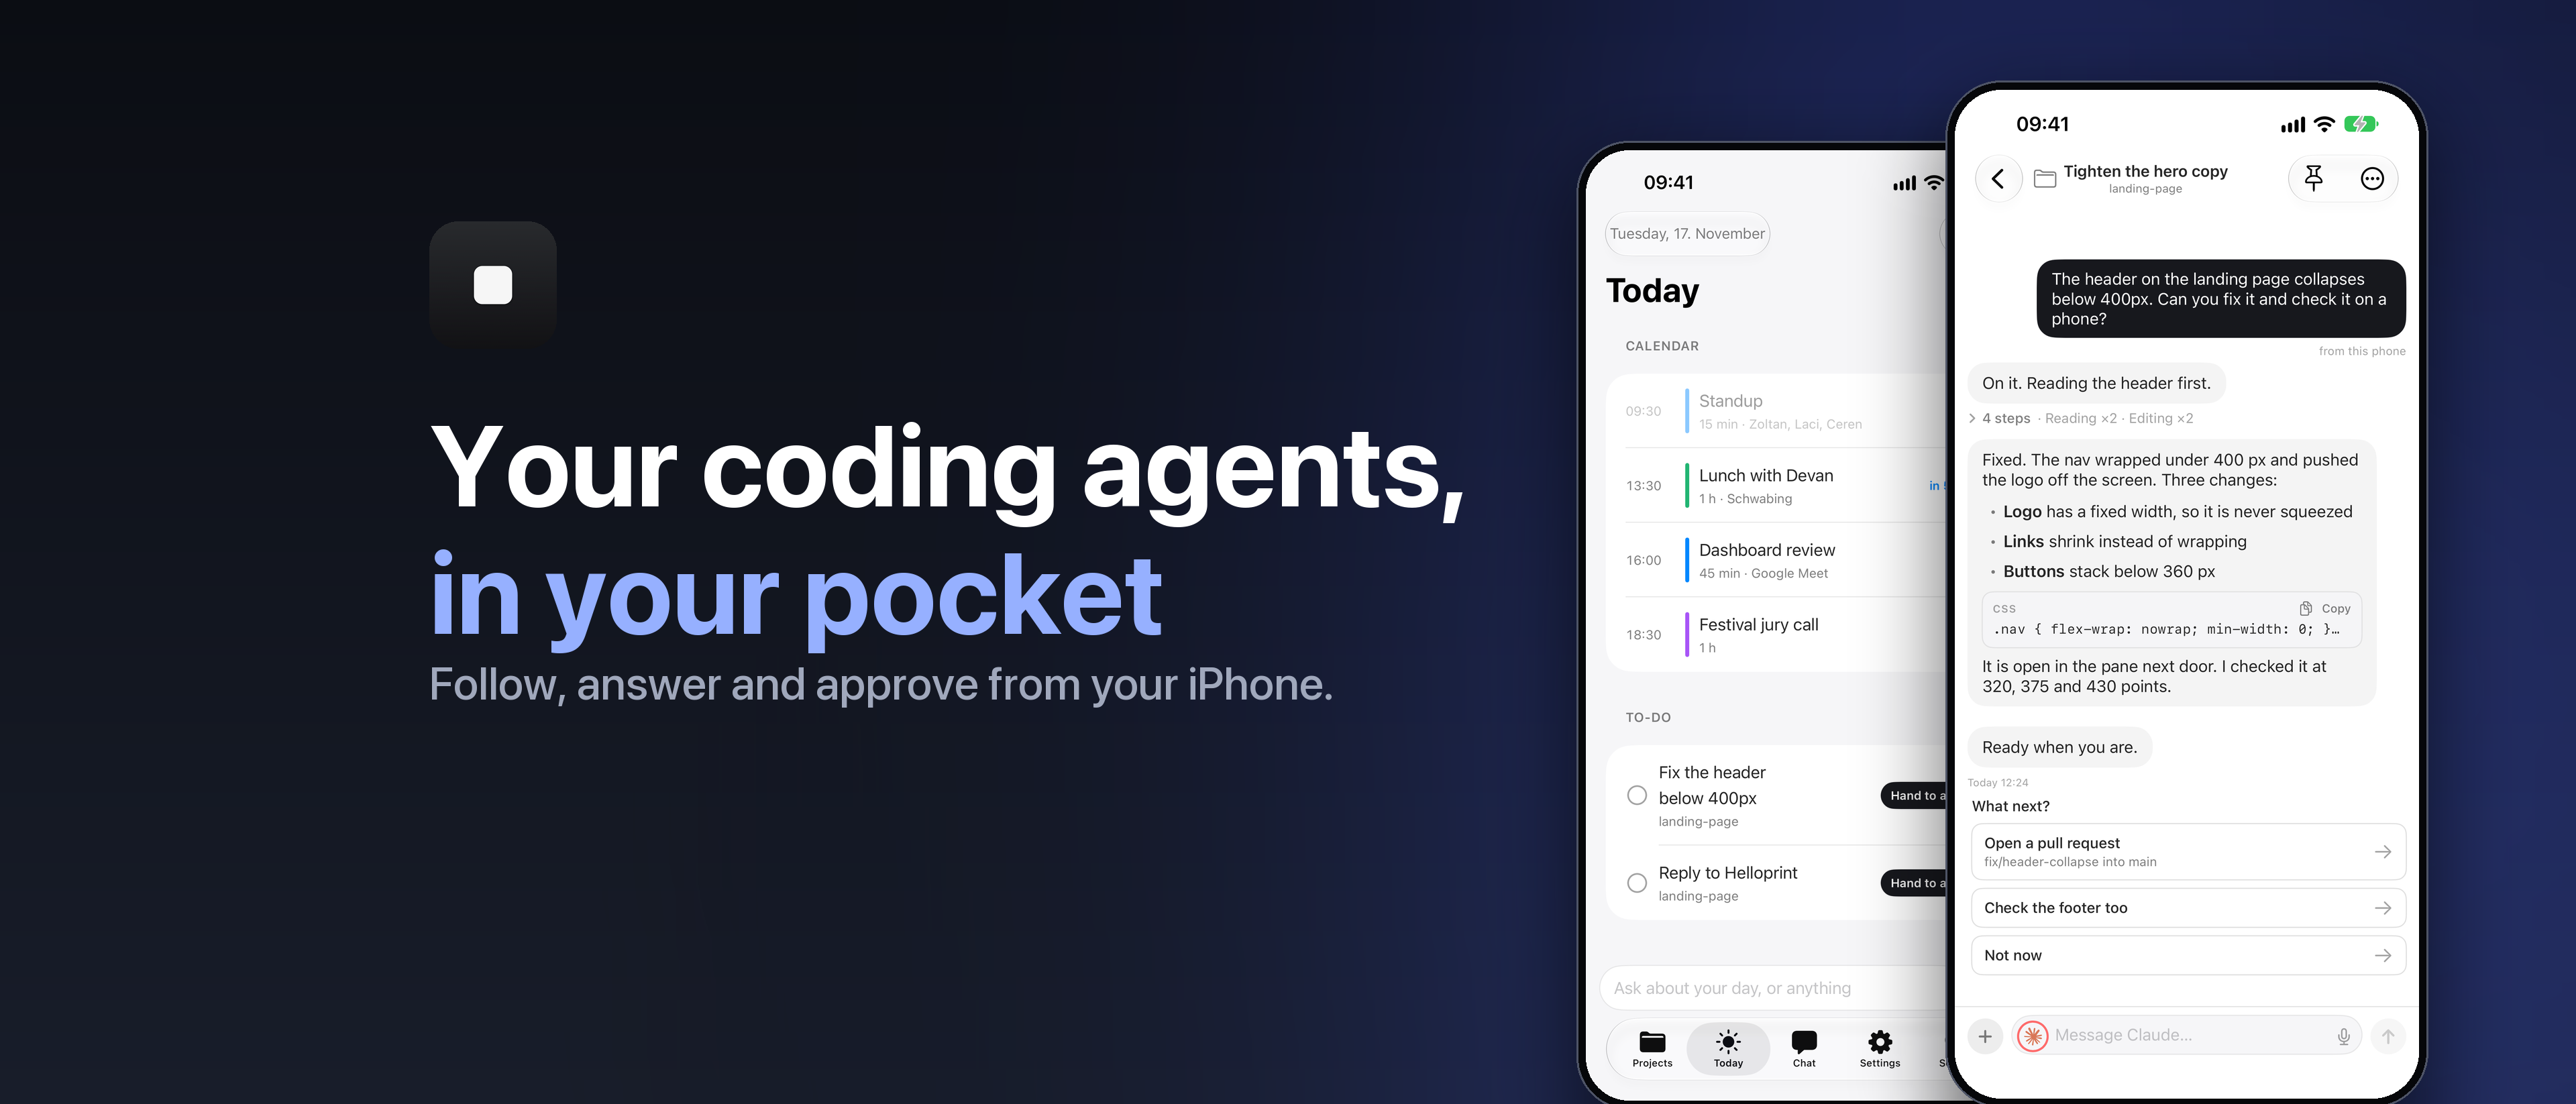 Your coding agents,
in your pocket
Follow, answer and approve from your iPhone.
09:41
Tuesday, 17. November
Today
CALENDAR
09:30
Standup
15 min · Zoltan, Laci, Ceren
13:30
Lunch with Devan
1 h · Schwabing
in
16:00
Dashboard review
45 min · Google Meet
18:30
Festival jury call
1 h
TO-DO
Fix the header
below 400px
landing-page
Hand to a
Reply to Helloprint
landing-page
Hand to a
Ask about your day, or anything
Projects
Today
Chat
Settings
09:41
Tighten the hero copy
landing-page
The header on the landing page collapses
below 400px. Can you fix it and check it on a
phone?
from this phone
On it. Reading the header first.
4 steps · Reading ×2 · Editing ×2
Fixed. The nav wrapped under 400 px and pushed
the logo off the screen. Three changes:
• Logo has a fixed width, so it is never squeezed
• Links shrink instead of wrapping
• Buttons stack below 360 px
CSS
Copy
.nav { flex-wrap: nowrap; min-width: 0; }…
It is open in the pane next door. I checked it at
320, 375 and 430 points.
Ready when you are.
Today 12:24
What next?
Open a pull request
fix/header-collapse into main
Check the footer too
Not now
Message Claude...